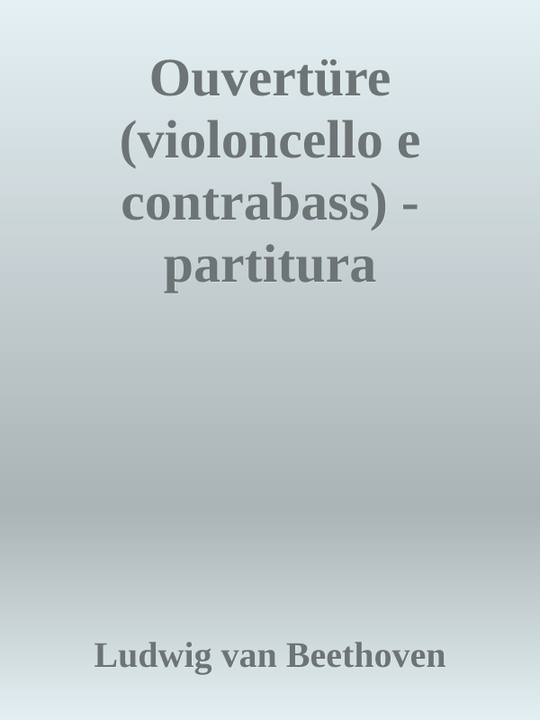 Ouvertüre
(violoncello e
contrabass) -
partitura
Ludwig van Beethoven